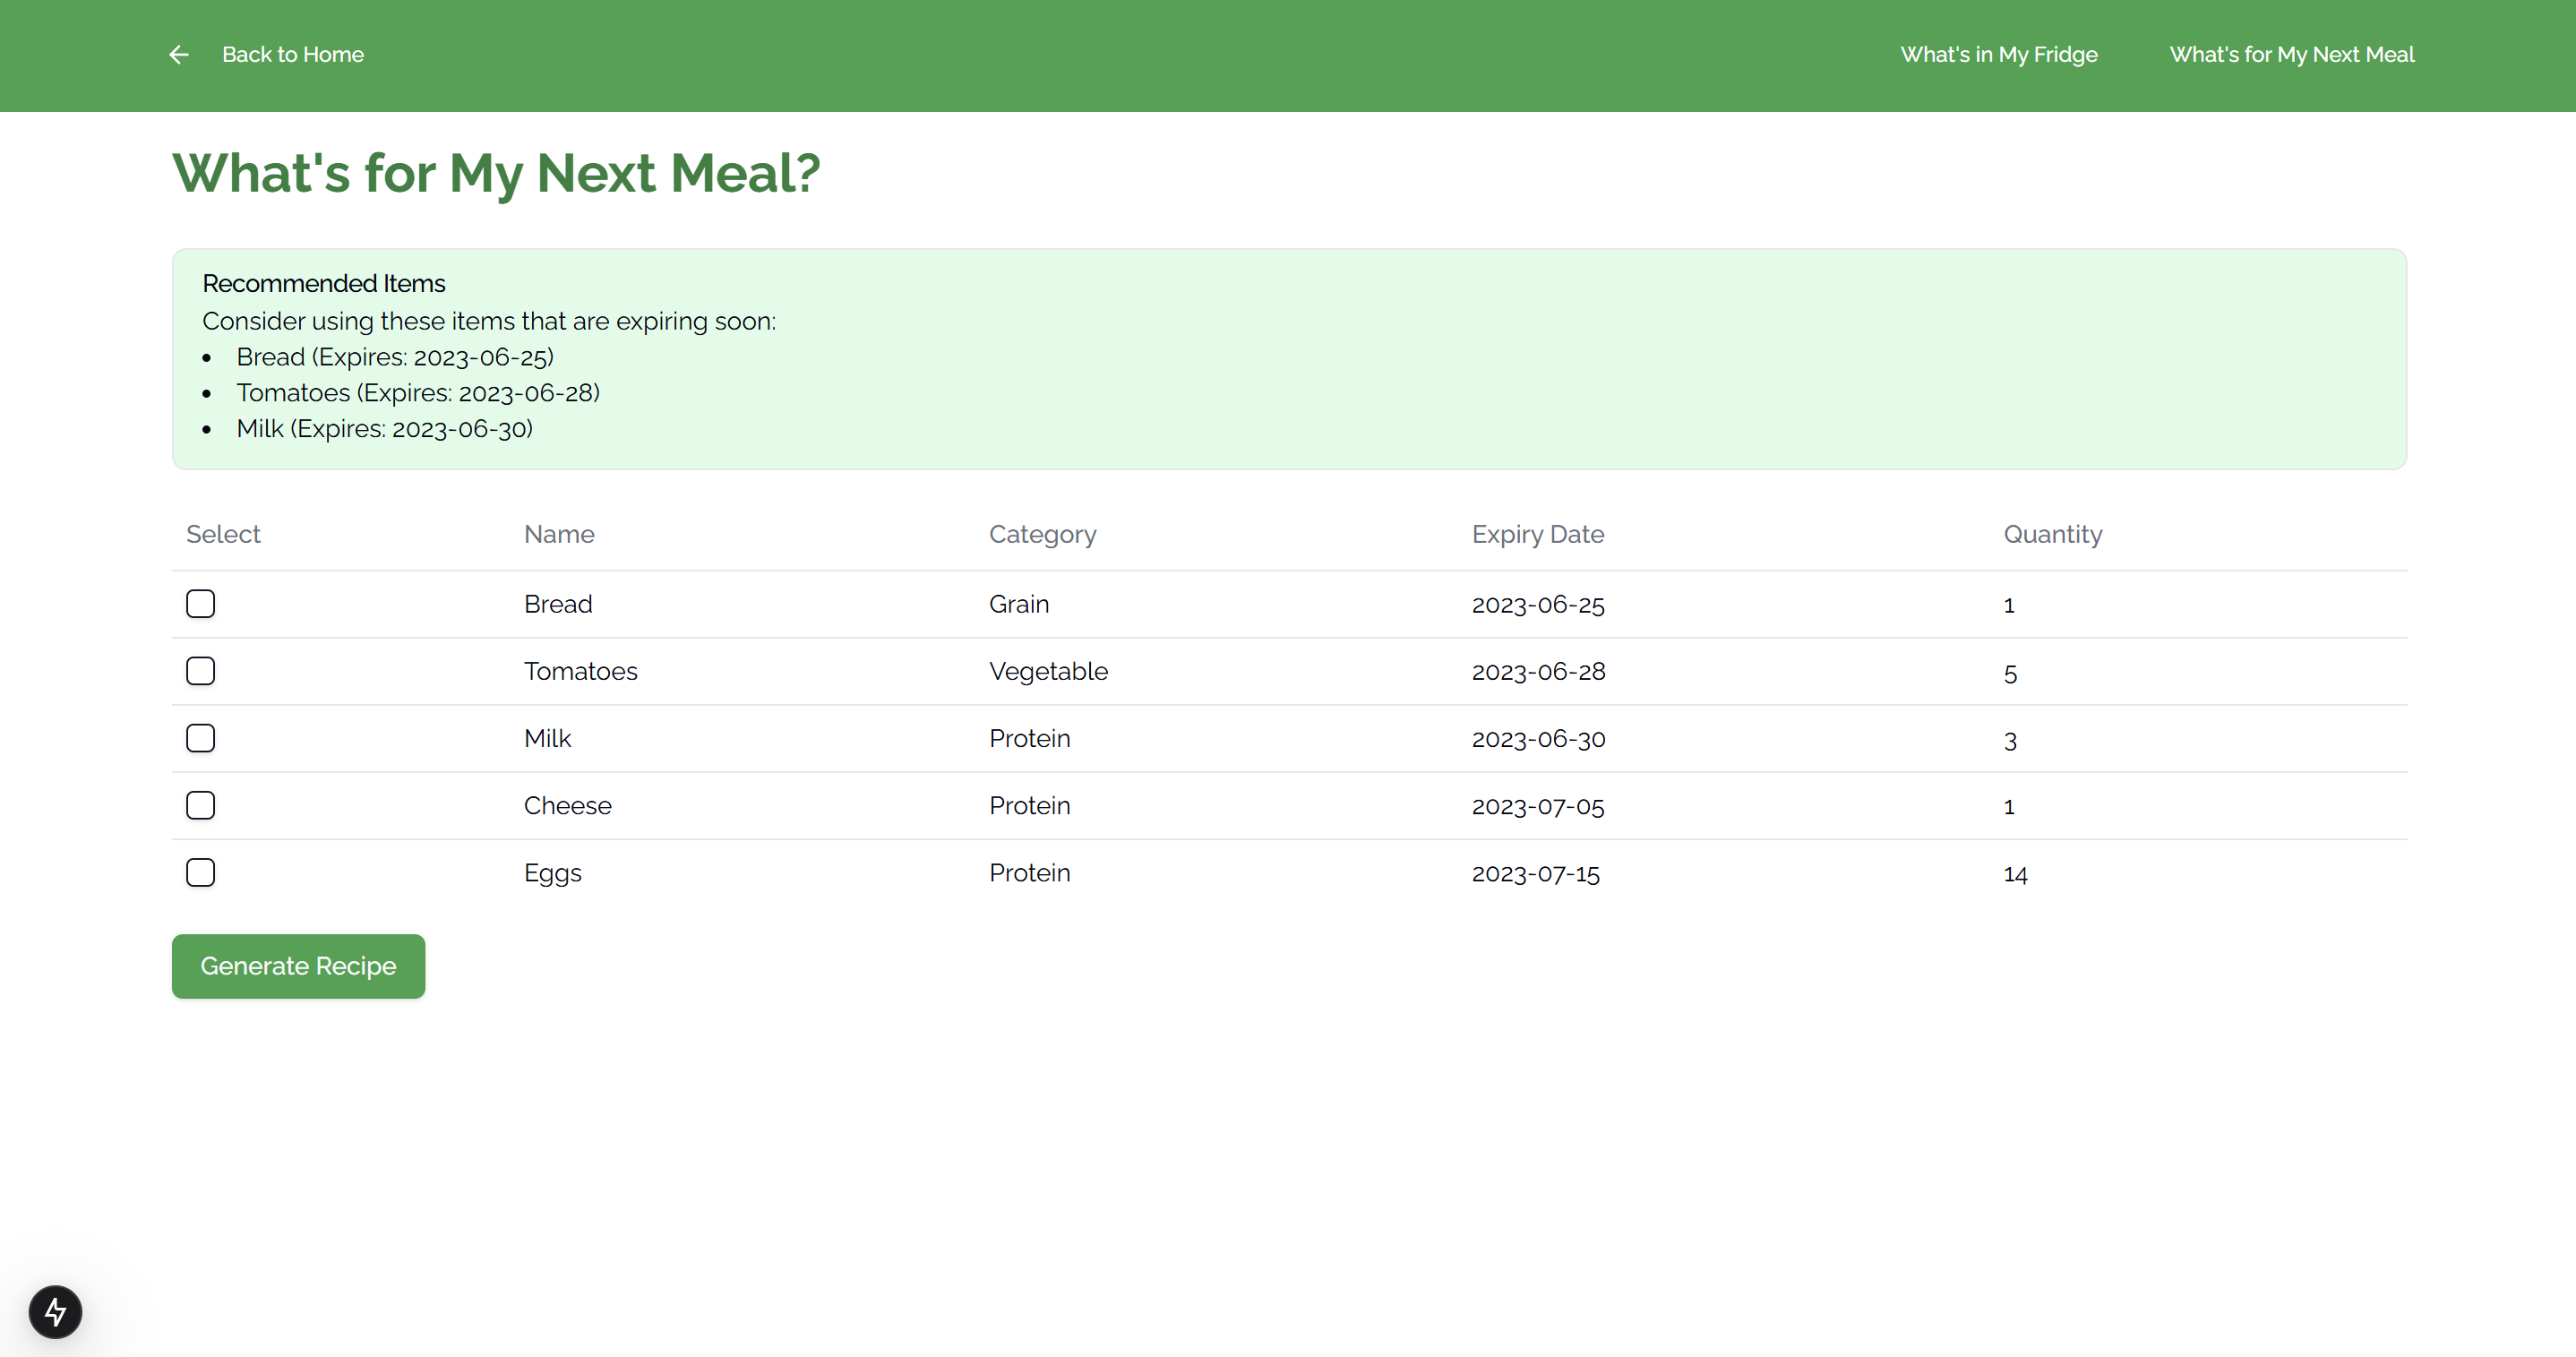 Back to Home
What's in My Fridge
What's for My Next Meal
What's for My Next Meal?
Recommended Items
Consider using these items that are expiring soon:
• Bread (Expires: 2023-06-25)
• Tomatoes (Expires: 2023-06-28)
• Milk (Expires: 2023-06-30)
Select Name Category Expiry Date Quantity
Bread Grain 2023-06-25 1
Tomatoes Vegetable 2023-06-28 5
Milk Protein 2023-06-30 3
Cheese Protein 2023-07-05 1
Eggs Protein 2023-07-15 14
Generate Recipe